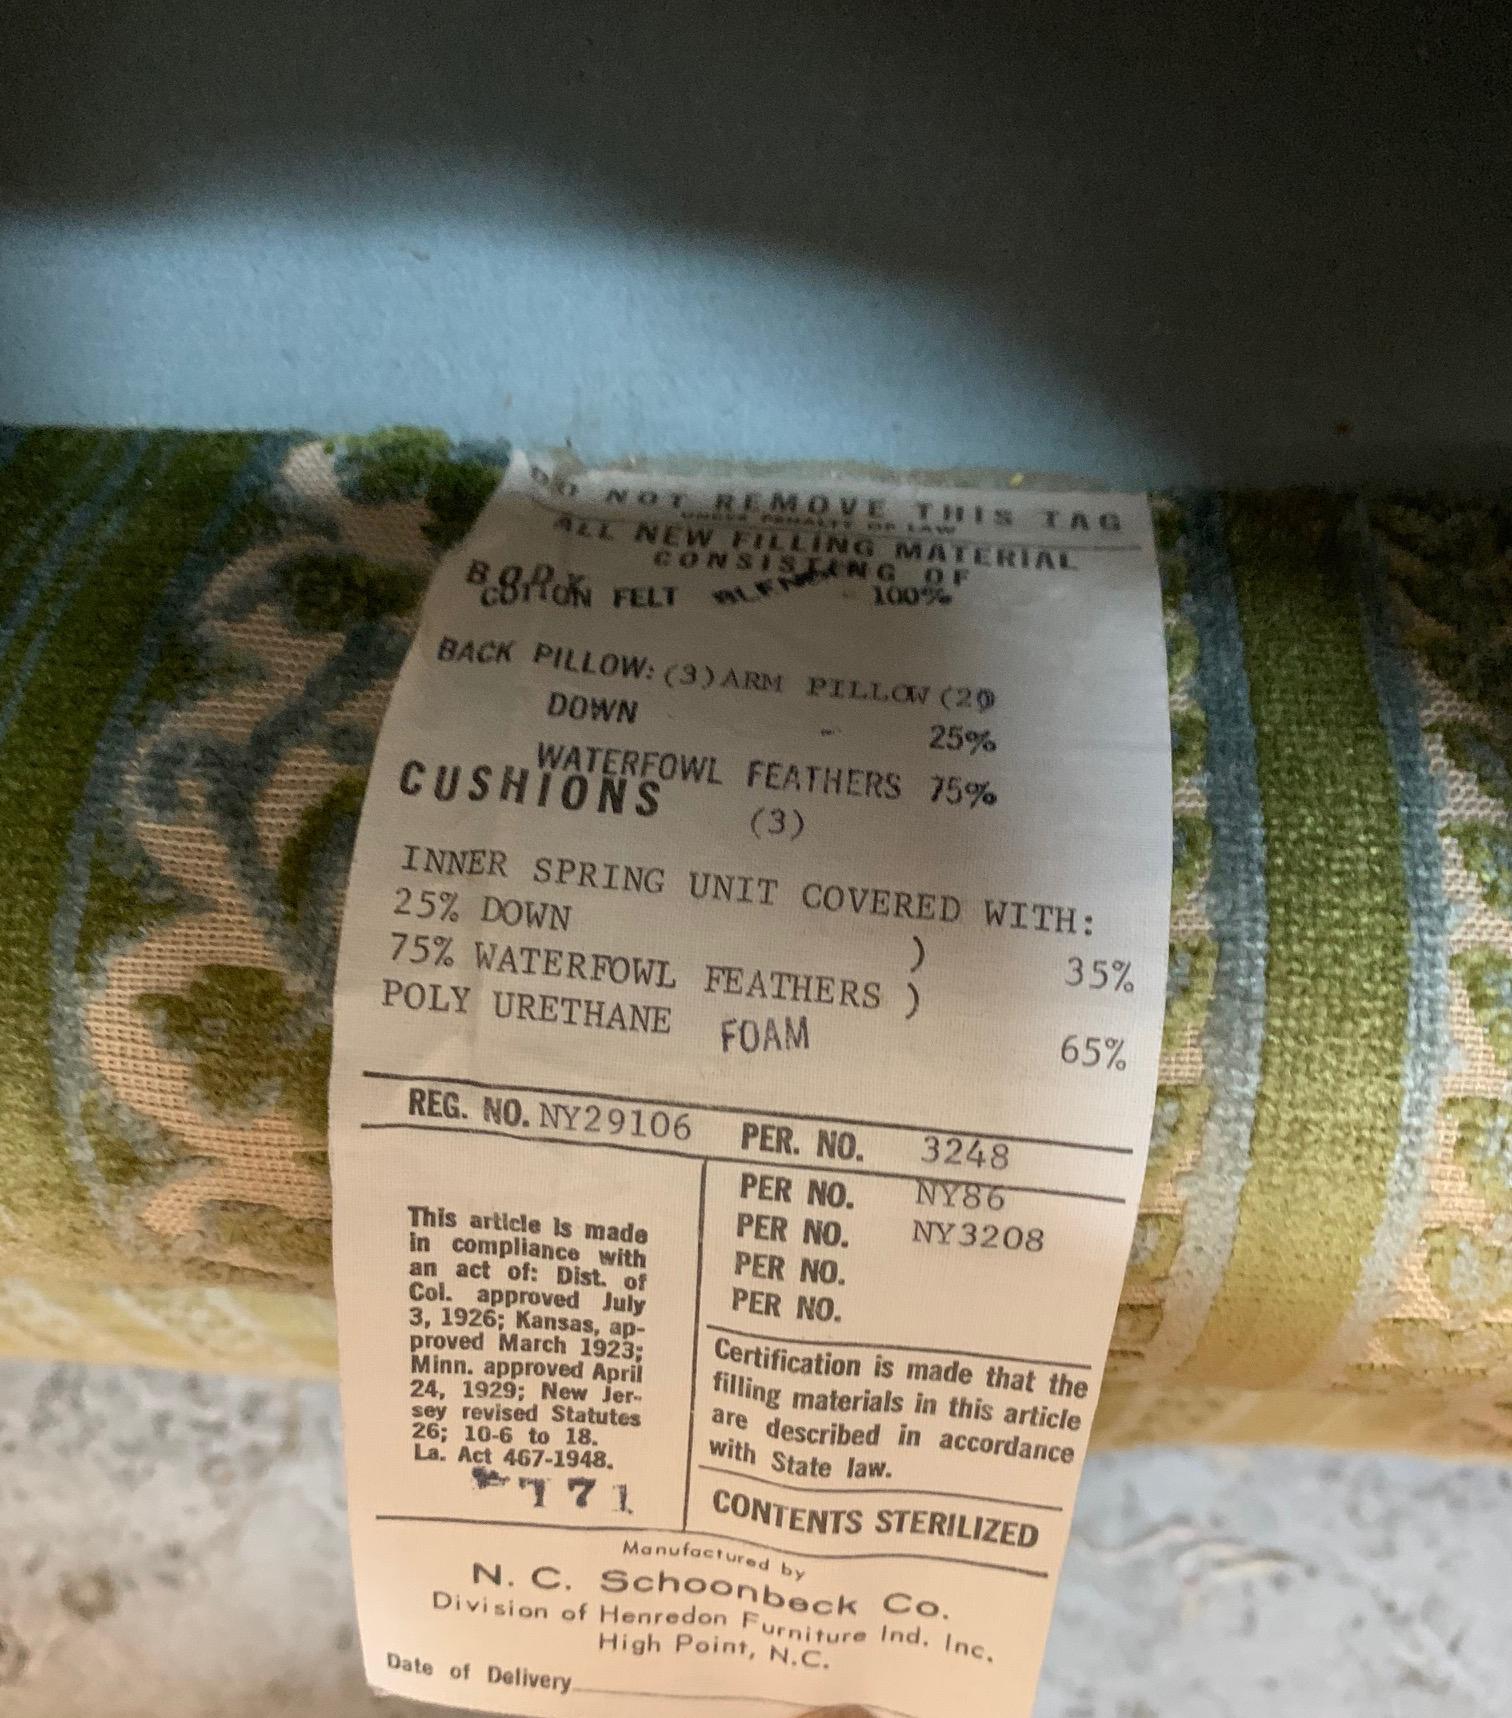 DO NOT REMOVE THIS TAG
UNDER PENALTY OF LAW
ALL NEW FILLING MATERIAL
CONSISTING OF
BODY
COTTON FELT BLEND 100%
BACK PILLOW: (3) ARM PILLOW (2)
DOWN - 25%
WATERFOWL FEATHERS 75%
CUSHIONS (3)
INNER SPRING UNIT COVERED WITH:
25% DOWN )
75% WATERFOWL FEATHERS ) 35%
POLY URETHANE FOAM 65%
REG. NO. NY29106 PER. NO. 3248
PER NO. NY86
PER NO. NY3208
PER NO.
PER NO.
This article is made
in compliance with
an act of: Dist. of
Col. approved July
3, 1926; Kansas, ap-
proved March 1923;
Minn. approved April
24, 1929; New Jer-
sey revised Statutes
26; 10-6 to 18.
La. Act 467-1948.
171
Certification is made that the
filling materials in this article
are described in accordance
with State law.
CONTENTS STERILIZED
Manufactured by
N. C. Schoonbeck Co.
Division of Henredon Furniture Ind. Inc.
High Point, N.C.
Date of Delivery